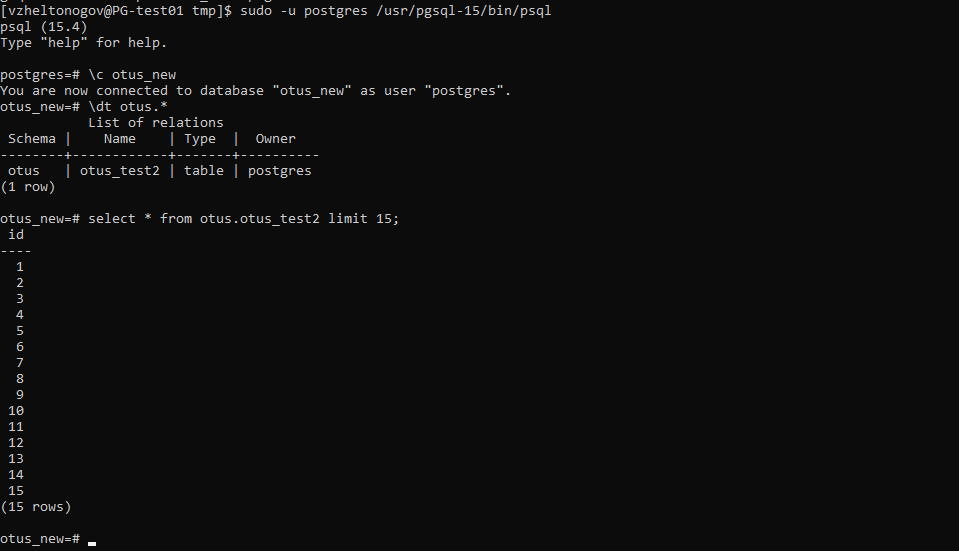 [vzheltonogov@PG-test01 tmp]$ sudo -u postgres /usr/pgsql-15/bin/psql
psql (15.4)
Type "help" for help.

postgres=# \c otus_new
You are now connected to database "otus_new" as user "postgres".
otus_new=# \dt otus.*
           List of relations
 Schema |    Name    | Type  |  Owner
--------+------------+-------+----------
 otus   | otus_test2 | table | postgres
(1 row)

otus_new=# select * from otus.otus_test2 limit 15;
 id
----
  1
  2
  3
  4
  5
  6
  7
  8
  9
 10
 11
 12
 13
 14
 15
(15 rows)

otus_new=#